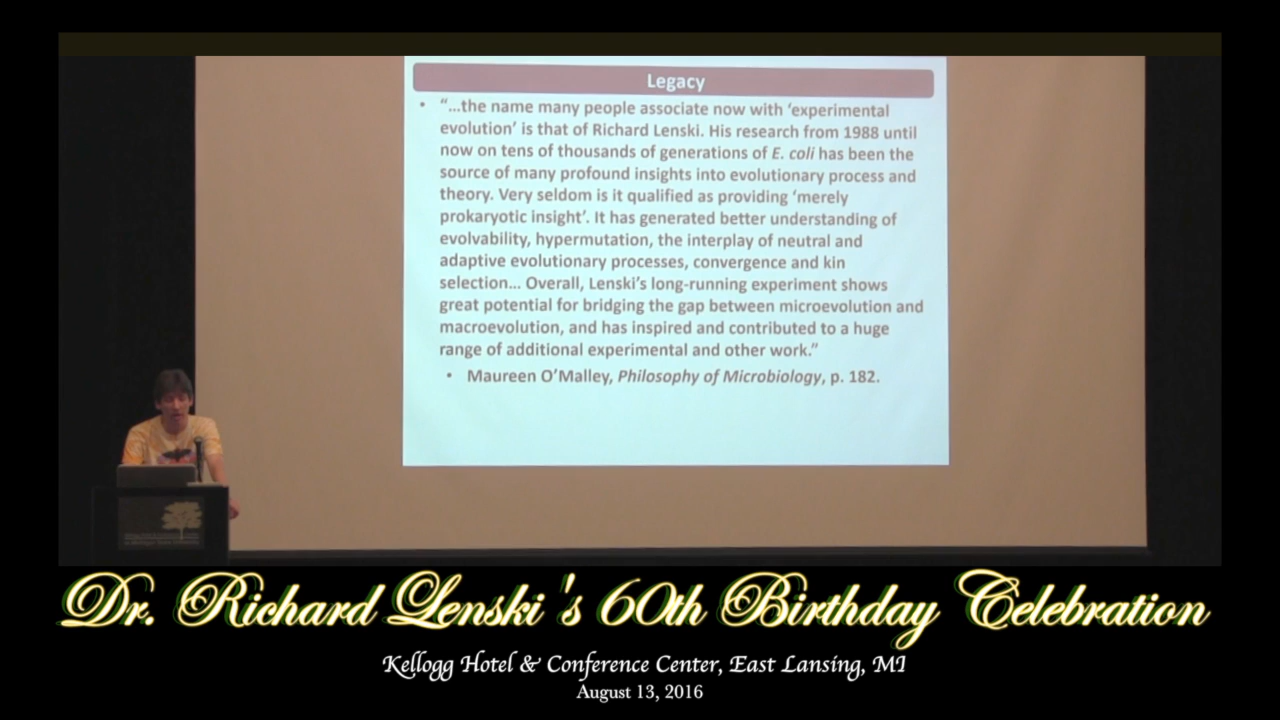 Legacy
• “…the name many people associate now with ‘experimental
evolution’ is that of Richard Lenski. His research from 1988 until
now on tens of thousands of generations of E. coli has been the
source of many profound insights into evolutionary process and
theory. Very seldom is it qualified as providing ‘merely
prokaryotic insight’. It has generated better understanding of
evolvability, hypermutation, the interplay of neutral and
adaptive evolutionary processes, convergence and kin
selection… Overall, Lenski’s long-running experiment shows
great potential for bridging the gap between microevolution and
macroevolution, and has inspired and contributed to a huge
range of additional experimental and other work.”
• Maureen O’Malley, Philosophy of Microbiology, p. 182.
Dr. Richard Lenski's 60th Birthday Celebration
Kellogg Hotel & Conference Center, East Lansing, MI
August 13, 2016